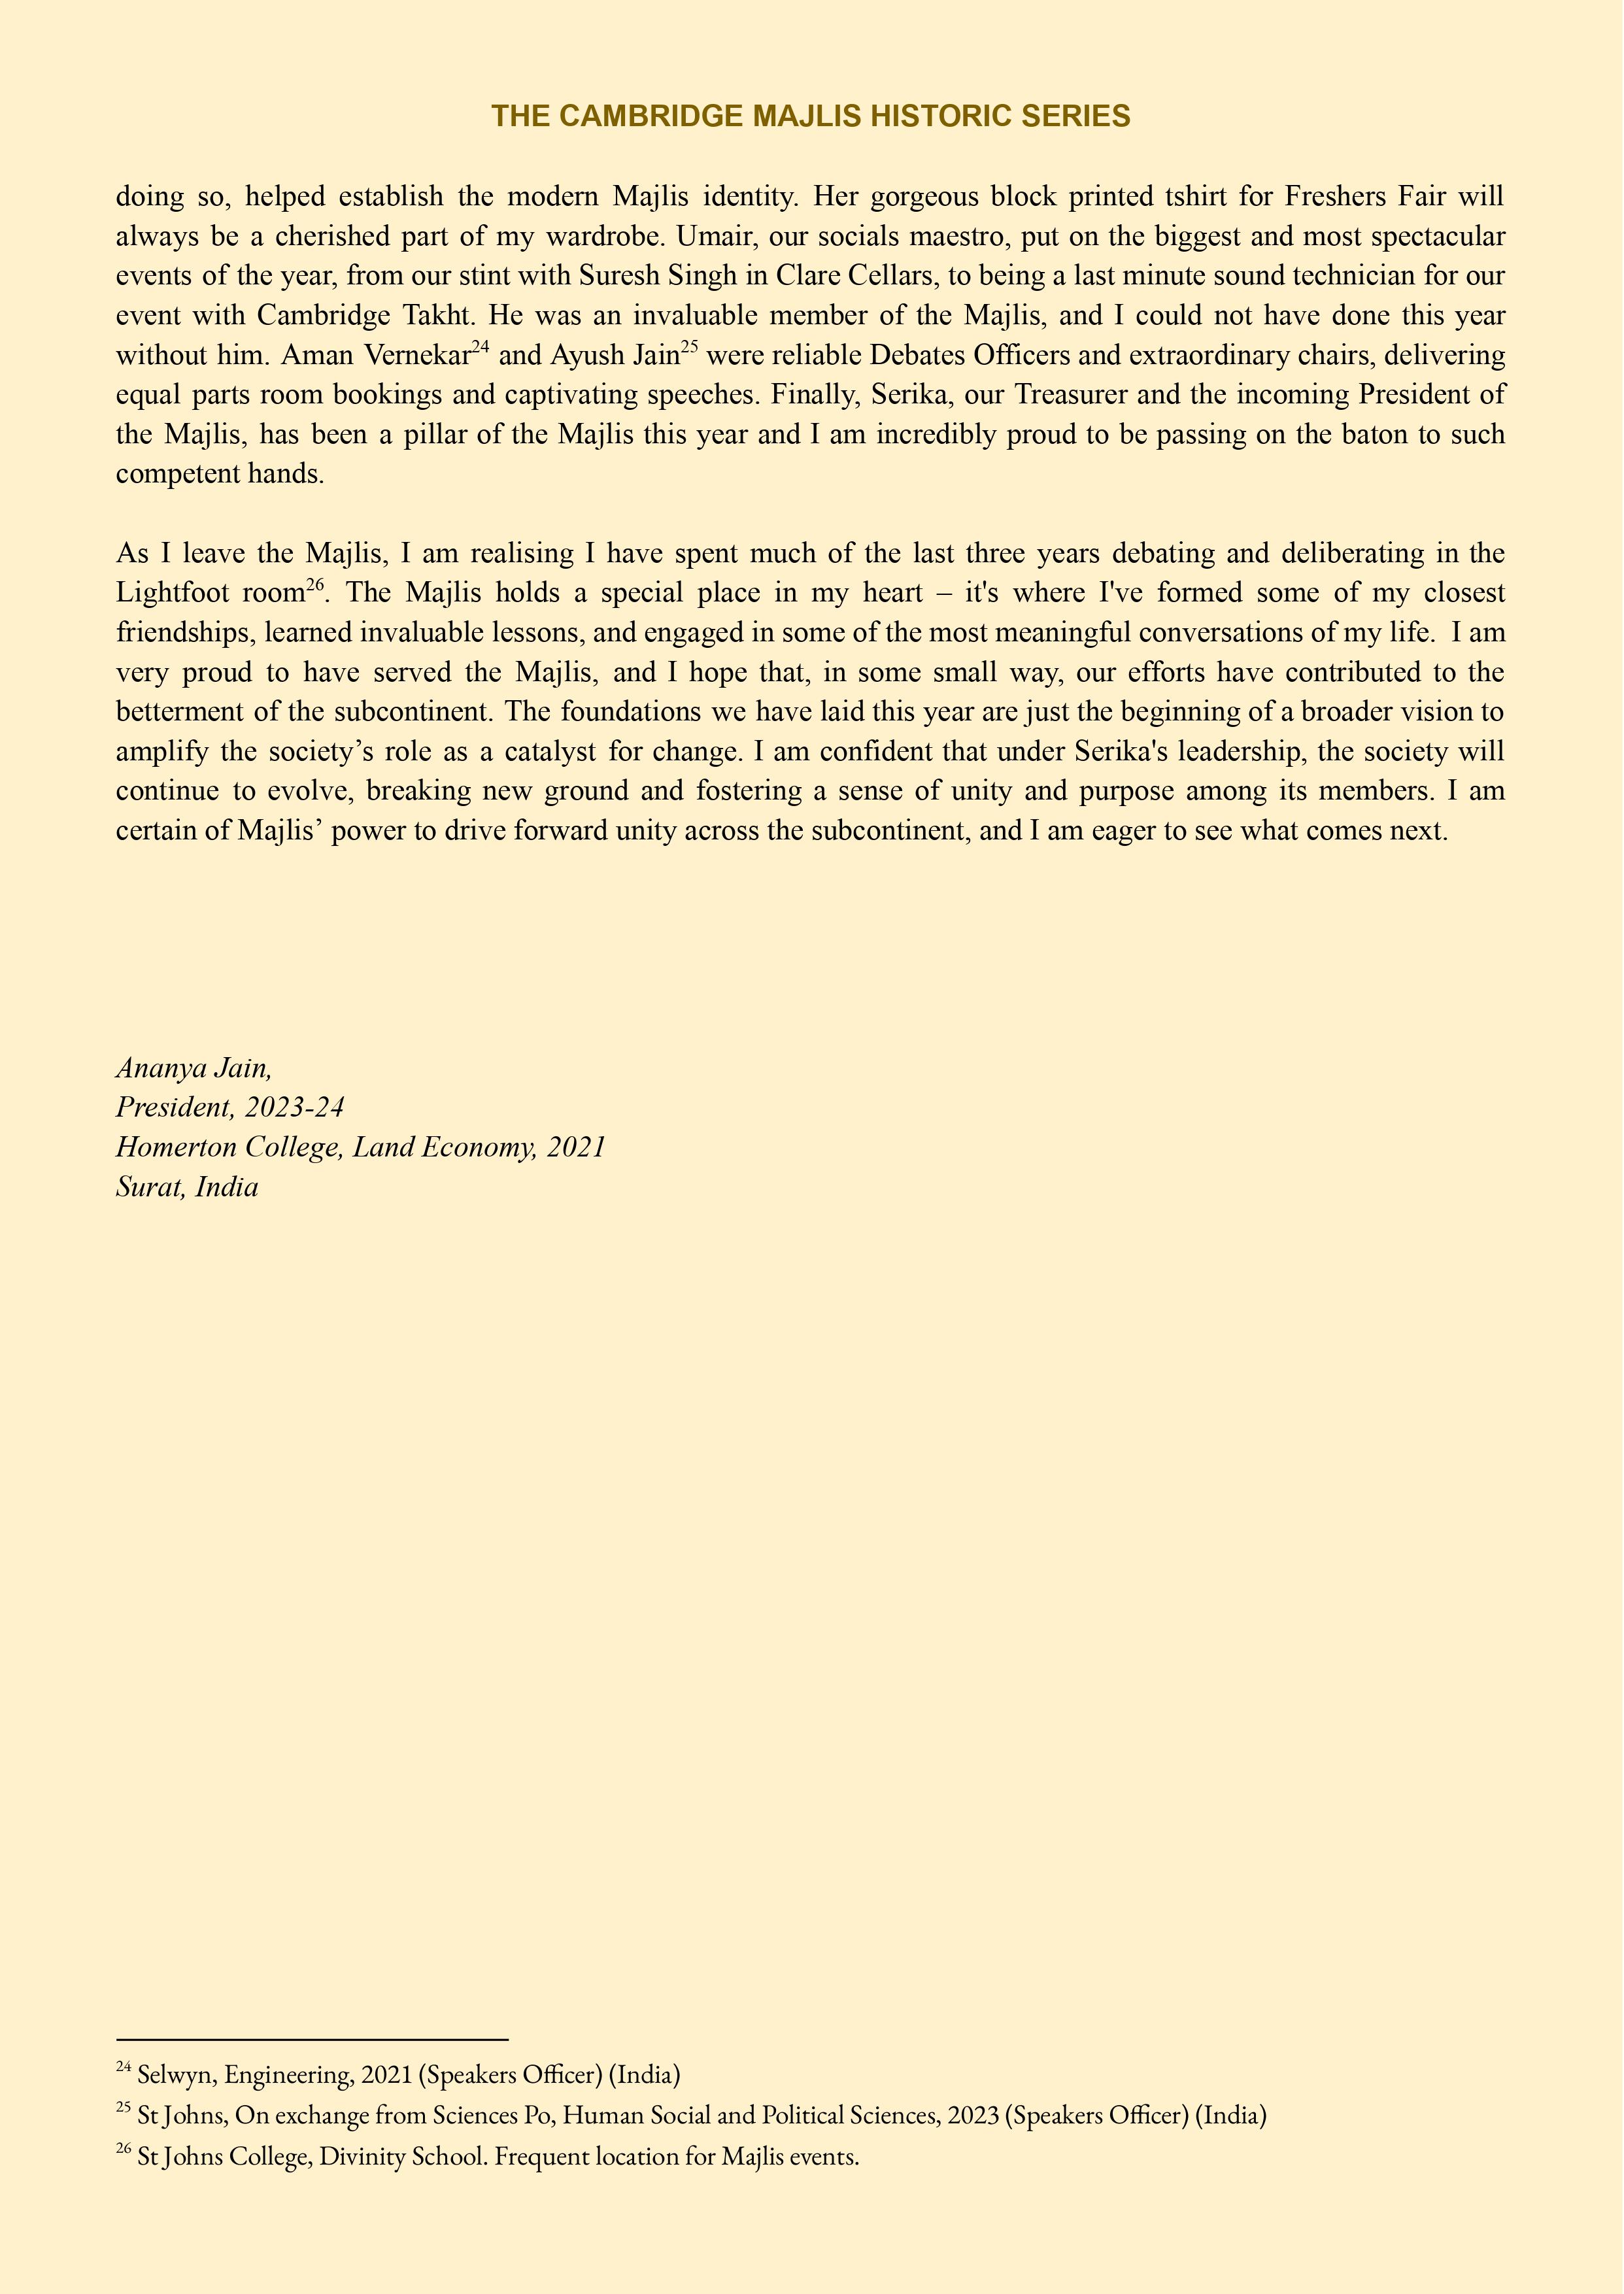 THE CAMBRIDGE MAJLIS HISTORIC SERIES
doing so, helped establish the modern Majlis identity. Her gorgeous block printed tshirt for Freshers Fair will
always be a cherished part of my wardrobe. Umair, our socials maestro, put on the biggest and most spectacular
events of the year, from our stint with Suresh Singh in Clare Cellars, to being a last minute sound technician for our
event with Cambridge Takht. He was an invaluable member of the Majlis, and I could not have done this year
without him. Aman Vernekar24 and Ayush Jain25 were reliable Debates Officers and extraordinary chairs, delivering
equal parts room bookings and captivating speeches. Finally, Serika, our Treasurer and the incoming President of
the Majlis, has been a pillar of the Majlis this year and I am incredibly proud to be passing on the baton to such
competent hands.
As I leave the Majlis, I am realising I have spent much of the last three years debating and deliberating in the
Lightfoot room26. The Majlis holds a special place in my heart – it's where I've formed some of my closest
friendships, learned invaluable lessons, and engaged in some of the most meaningful conversations of my life. I am
very proud to have served the Majlis, and I hope that, in some small way, our efforts have contributed to the
betterment of the subcontinent. The foundations we have laid this year are just the beginning of a broader vision to
amplify the society’s role as a catalyst for change. I am confident that under Serika's leadership, the society will
continue to evolve, breaking new ground and fostering a sense of unity and purpose among its members. I am
certain of Majlis’ power to drive forward unity across the subcontinent, and I am eager to see what comes next.
Ananya Jain,
President, 2023-24
Homerton College, Land Economy, 2021
Surat, India
24 Selwyn, Engineering, 2021 (Speakers Officer) (India)
25 St Johns, On exchange from Sciences Po, Human Social and Political Sciences, 2023 (Speakers Officer) (India)
26 St Johns College, Divinity School. Frequent location for Majlis events.